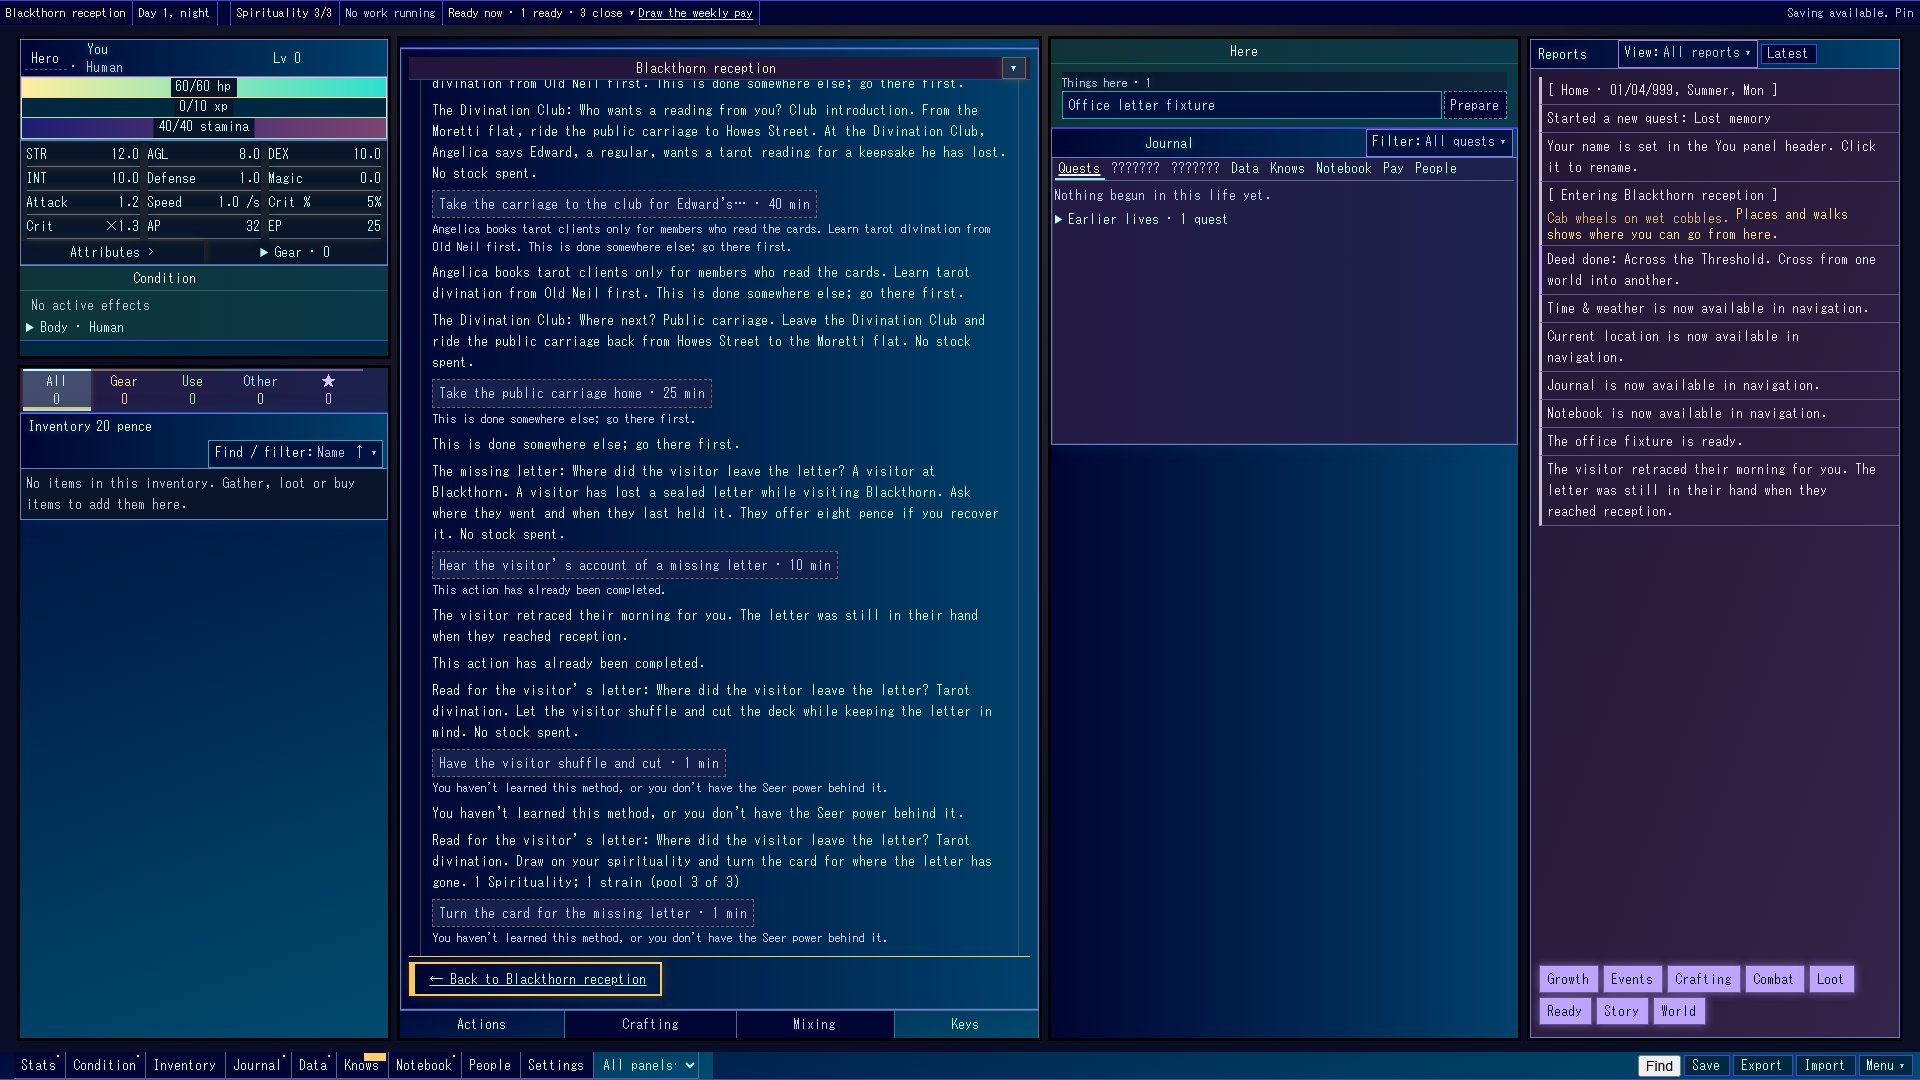 Blackthorn reception
Day 1, night
Spirituality 3/3
No work running
Ready now · 1 ready · 3 close ▾ Draw the weekly pay
Saving available. Pin
Hero · You
Human
Lv 0
60/60 hp
0/10 xp
40/40 stamina
STR 12.0 AGL 8.0 DEX 10.0
INT 10.0 Defense 1.0 Magic 0.0
Attack 1.2 Speed 1.0 /s Crit % 5%
Crit ×1.3 AP 32 EP 25
Attributes >
▶ Gear · 0
Condition
No active effects
▶ Body · Human
All Gear Use Other ★
0 0 0 0 0
Inventory 20 pence
Find / filter: Name ↑ ▾
No items in this inventory. Gather, loot or buy
items to add them here.
Blackthorn reception
▼
divination from Old Neil first. This is done somewhere else; go there first.
The Divination Club: Who wants a reading from you? Club introduction. From the
Moretti flat, ride the public carriage to Howes Street. At the Divination Club,
Angelica says Edward, a regular, wants a tarot reading for a keepsake he has lost.
No stock spent.
Take the carriage to the club for Edward's… · 40 min
Angelica books tarot clients only for members who read the cards. Learn tarot divination from
Old Neil first. This is done somewhere else; go there first.
Angelica books tarot clients only for members who read the cards. Learn tarot
divination from Old Neil first. This is done somewhere else; go there first.
The Divination Club: Where next? Public carriage. Leave the Divination Club and
ride the public carriage back from Howes Street to the Moretti flat. No stock
spent.
Take the public carriage home · 25 min
This is done somewhere else; go there first.
This is done somewhere else; go there first.
The missing letter: Where did the visitor leave the letter? A visitor at
Blackthorn. A visitor has lost a sealed letter while visiting Blackthorn. Ask
where they went and when they last held it. They offer eight pence if you recover
it. No stock spent.
Hear the visitor’s account of a missing letter · 10 min
This action has already been completed.
The visitor retraced their morning for you. The letter was still in their hand
when they reached reception.
This action has already been completed.
Read for the visitor’s letter: Where did the visitor leave the letter? Tarot
divination. Let the visitor shuffle and cut the deck while keeping the letter in
mind. No stock spent.
Have the visitor shuffle and cut · 1 min
You haven't learned this method, or you don't have the Seer power behind it.
You haven't learned this method, or you don't have the Seer power behind it.
Read for the visitor’s letter: Where did the visitor leave the letter? Tarot
divination. Draw on your spirituality and turn the card for where the letter has
gone. 1 Spirituality; 1 strain (pool 3 of 3)
Turn the card for the missing letter · 1 min
You haven't learned this method, or you don't have the Seer power behind it.
← Back to Blackthorn reception
Actions Crafting Mixing Keys
Here
Things here · 1
Office letter fixture
Prepare
Journal
Filter: All quests ▾
Quests ??????? ??????? Data Knows Notebook Pay People
Nothing begun in this life yet.
▶ Earlier lives · 1 quest
Reports
View: All reports ▾
Latest
[ Home · 01/04/999, Summer, Mon ]
Started a new quest: Lost memory
Your name is set in the You panel header. Click
it to rename.
[ Entering Blackthorn reception ]
Cab wheels on wet cobbles. Places and walks
shows where you can go from here.
Deed done: Across the Threshold. Cross from one
world into another.
Time & weather is now available in navigation.
Current location is now available in
navigation.
Journal is now available in navigation.
Notebook is now available in navigation.
The office fixture is ready.
The visitor retraced their morning for you. The
letter was still in their hand when they
reached reception.
Growth Events Crafting Combat Loot
Ready Story World
Stats Condition Inventory Journal Data Knows Notebook People Settings All panels
Find Save Export Import Menu ▾